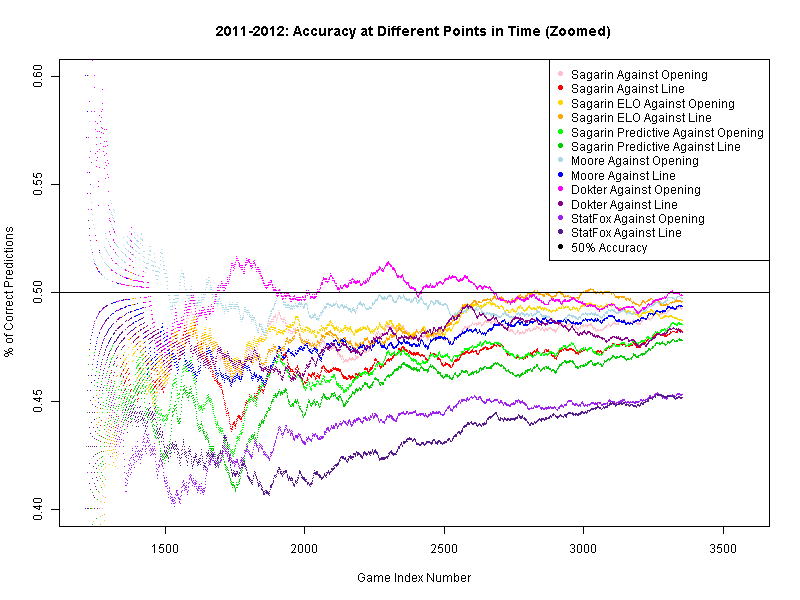 2011-2012: Accuracy at Different Points in Time (Zoomed)
0.60
0.55
0.50
0.45
0.40
% of Correct Predictions
Sagarin Against Opening
Sagarin Against Line
Sagarin ELO Against Opening
Sagarin ELO Against Line
Sagarin Predictive Against Opening
Sagarin Predictive Against Line
Moore Against Opening
Moore Against Line
Dokter Against Opening
Dokter Against Line
StatFox Against Opening
StatFox Against Line
50% Accuracy
1500 2000 2500 3000 3500
Game Index Number